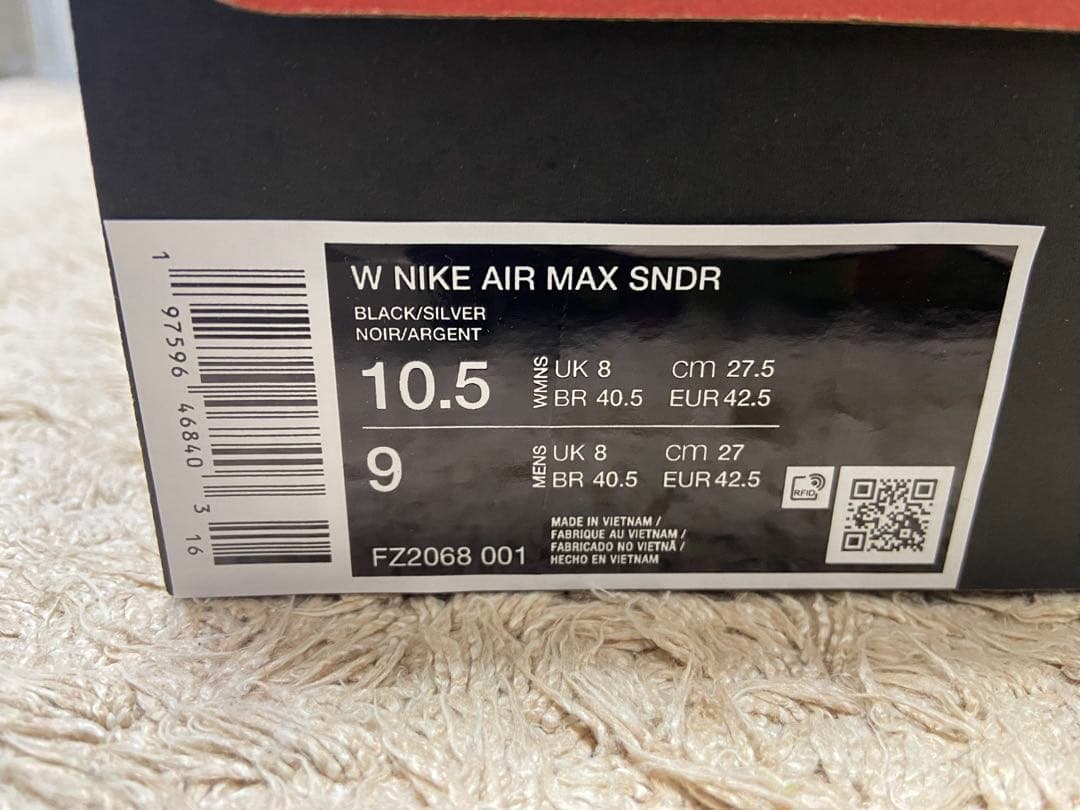 W NIKE AIR MAX SNDR
BLACK/SILVER
NOIR/ARGENT
10.5
WMNS
UK 8 cm 27.5
BR 40.5 EUR 42.5
9
MENS
UK 8 cm 27
BR 40.5 EUR 42.5
RFID
FZ2068 001
MADE IN VIETNAM /
FABRIQUE AU VIETNAM /
FABRICADO NO VIETNÃ /
HECHO EN VIETNAM
1 97596 46840 3 16